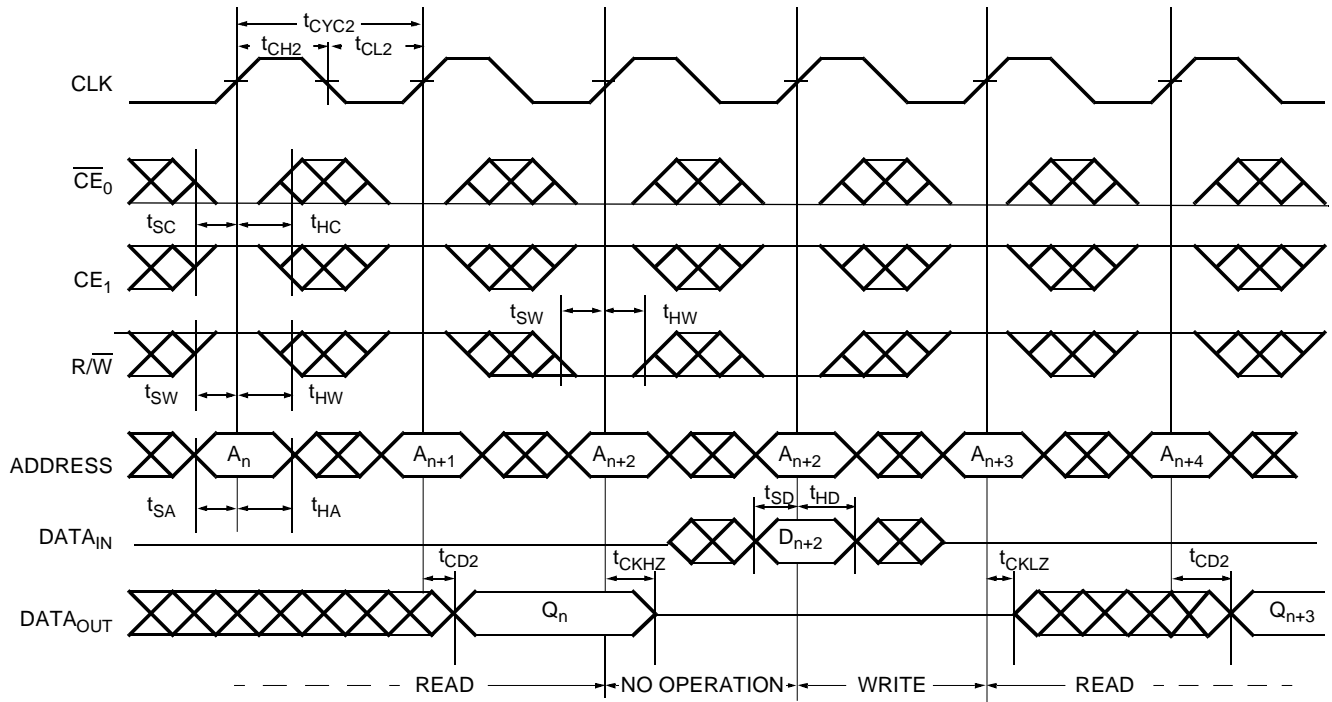 tCYC2
tCH2 tCL2
CLK
CE0
tSC tHC
CE1
tSW tHW
R/W
tSW tHW
ADDRESS An An+1 An+2 An+2 An+3 An+4
tSA tHA tSD tHD
DATAIN Dn+2
tCD2 tCKHZ tCKLZ tCD2
DATAOUT Qn Qn+3
READ NO OPERATION WRITE READ